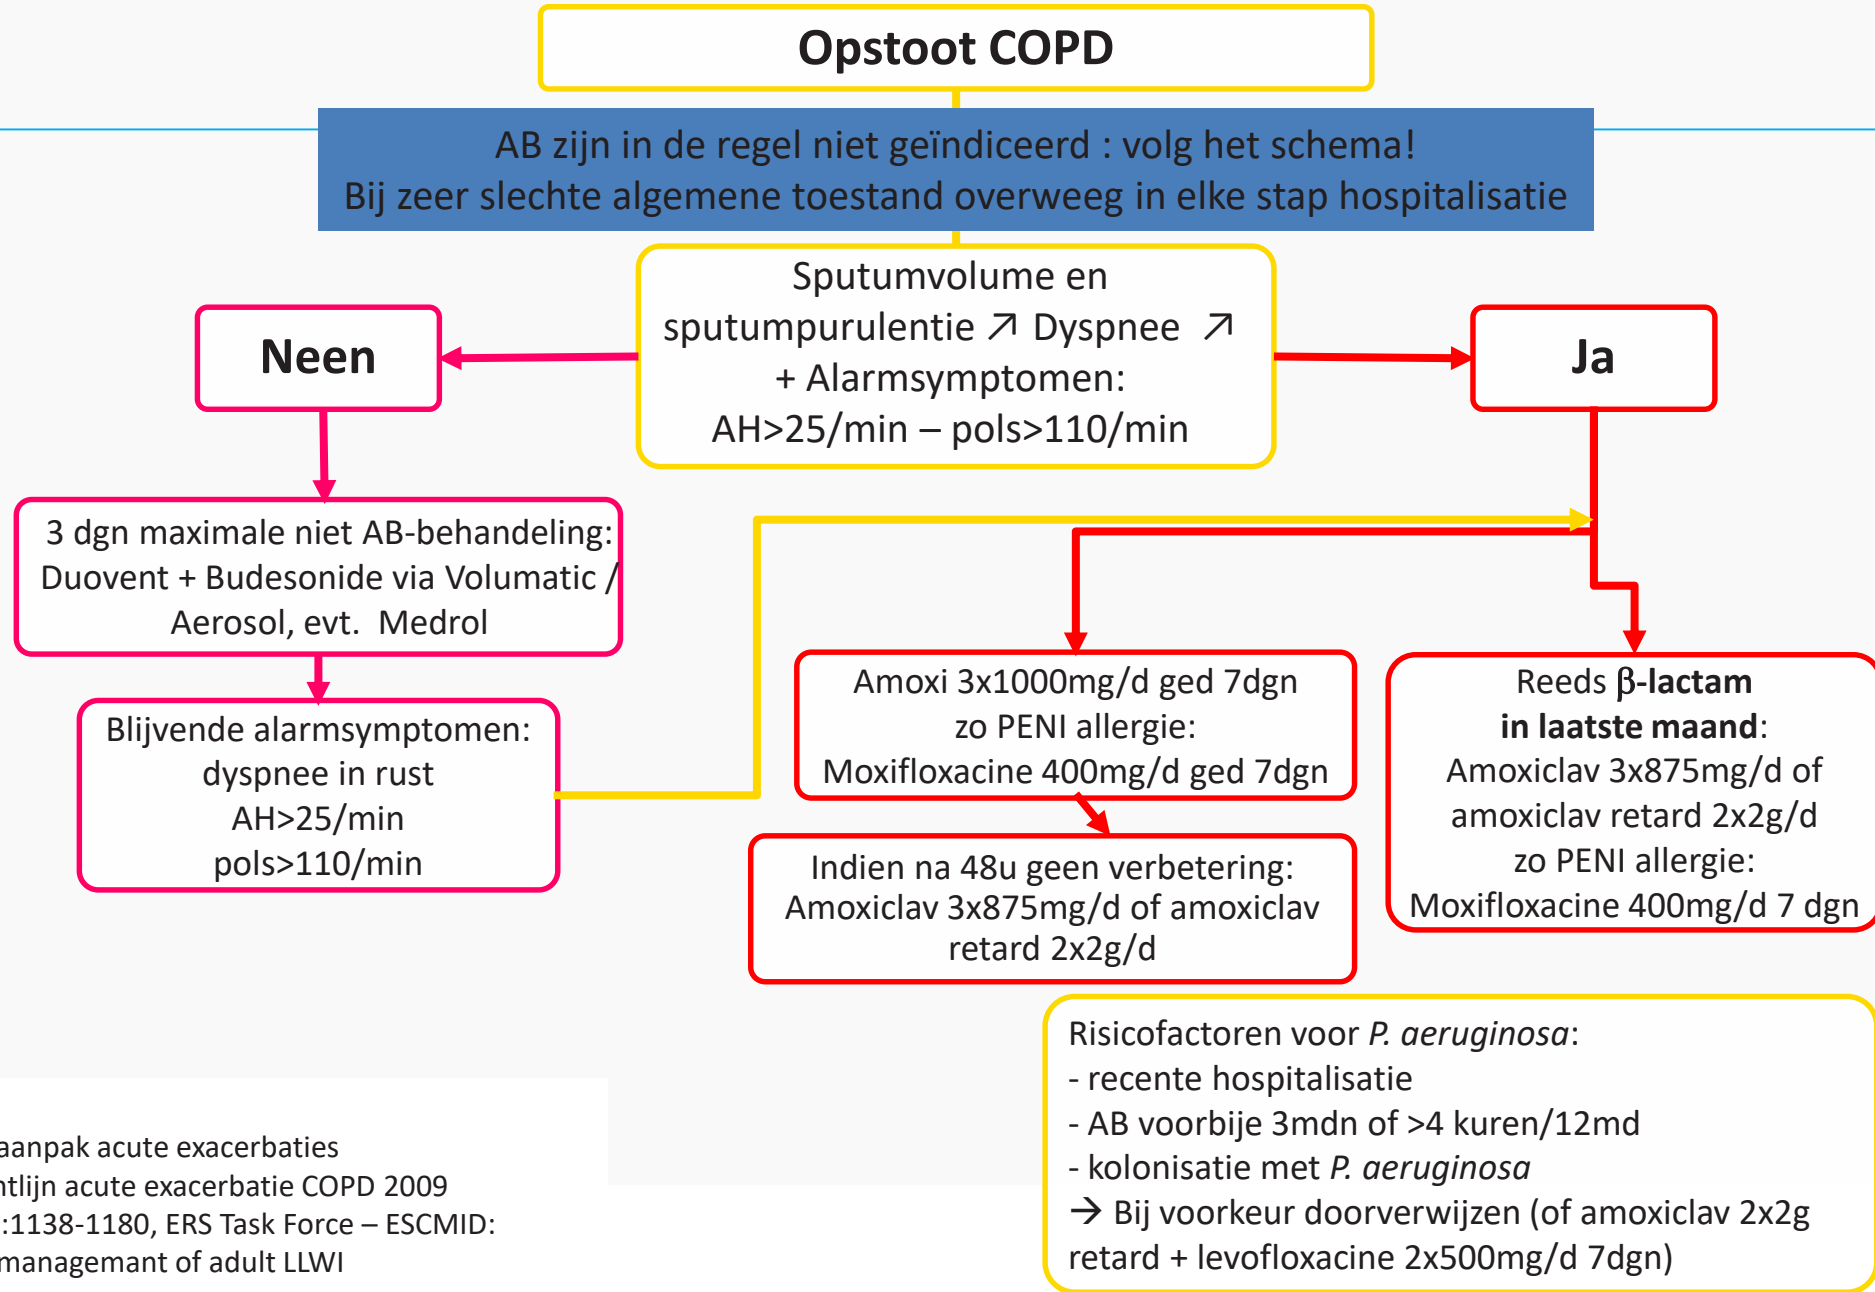 Opstoot COPD
AB zijn in de regel niet geïndiceerd : volg het schema!
Bij zeer slechte algemene toestand overweeg in elke stap hospitalisatie
Sputumvolume en
sputumpurulentie ↗ Dyspnee ↗
+ Alarmsymptomen:
AH>25/min – pols>110/min
Neen
Ja
3 dgn maximale niet AB-behandeling:
Duovent + Budesonide via Volumatic /
Aerosol, evt. Medrol
Blijvende alarmsymptomen:
dyspnee in rust
AH>25/min
pols>110/min
Amoxi 3x1000mg/d ged 7dgn
zo PENI allergie:
Moxifloxacine 400mg/d ged 7dgn
Indien na 48u geen verbetering:
Amoxiclav 3x875mg/d of amoxiclav
retard 2x2g/d
Reeds β-lactam
in laatste maand:
Amoxiclav 3x875mg/d of
amoxiclav retard 2x2g/d
zo PENI allergie:
Moxifloxacine 400mg/d 7 dgn
Risicofactoren voor P. aeruginosa:
- recente hospitalisatie
- AB voorbije 3mdn of >4 kuren/12md
- kolonisatie met P. aeruginosa
→ Bij voorkeur doorverwijzen (of amoxiclav 2x2g
retard + levofloxacine 2x500mg/d 7dgn)
aanpak acute exacerbaties
ntlijn acute exacerbatie COPD 2009
:1138-1180, ERS Task Force – ESCMID:
managemant of adult LLWI